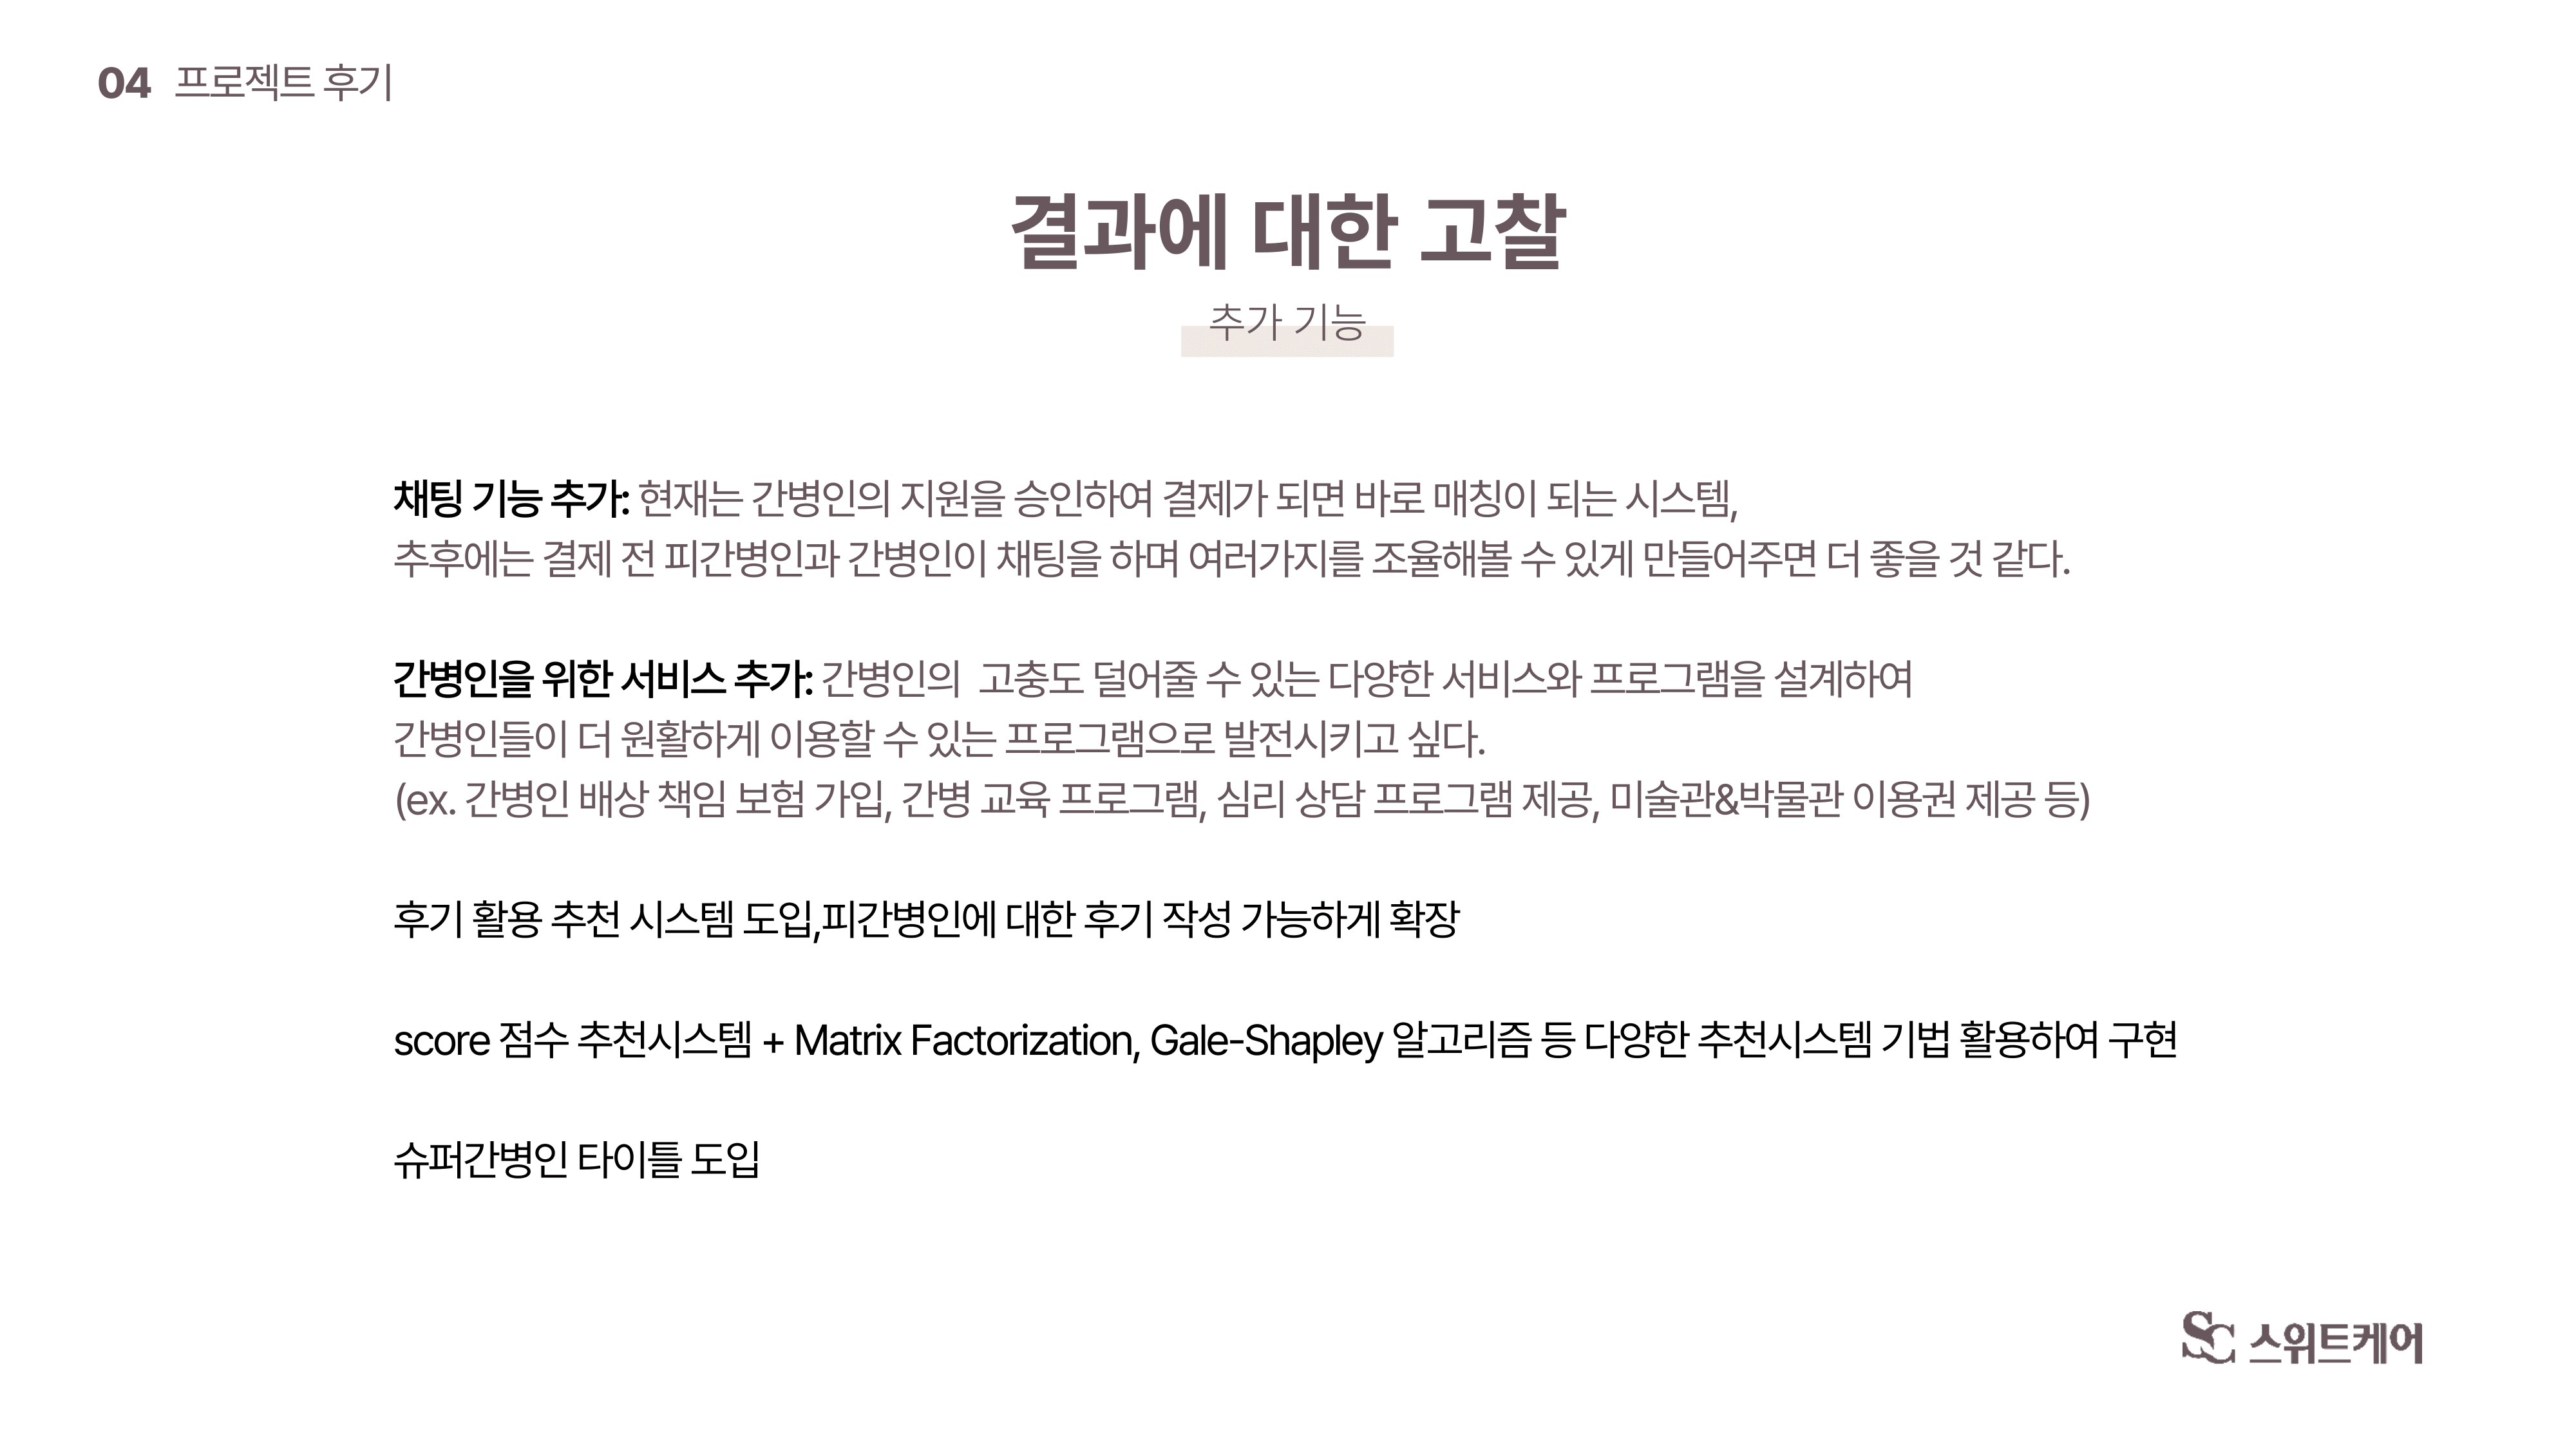 04 프로젝트 후기
결과에 대한 고찰
추가 기능
채팅 기능 추가: 현재는 간병인의 지원을 승인하여 결제가 되면 바로 매칭이 되는 시스템,
추후에는 결제 전 피간병인과 간병인이 채팅을 하며 여러가지를 조율해볼 수 있게 만들어주면 더 좋을 것 같다.
간병인을 위한 서비스 추가: 간병인의  고충도 덜어줄 수 있는 다양한 서비스와 프로그램을 설계하여
간병인들이 더 원활하게 이용할 수 있는 프로그램으로 발전시키고 싶다.
(ex. 간병인 배상 책임 보험 가입, 간병 교육 프로그램, 심리 상담 프로그램 제공, 미술관&박물관 이용권 제공 등)
후기 활용 추천 시스템 도입,피간병인에 대한 후기 작성 가능하게 확장
score 점수 추천시스템 + Matrix Factorization, Gale-Shapley 알고리즘 등 다양한 추천시스템 기법 활용하여 구현
슈퍼간병인 타이틀 도입
SC 스위트케어